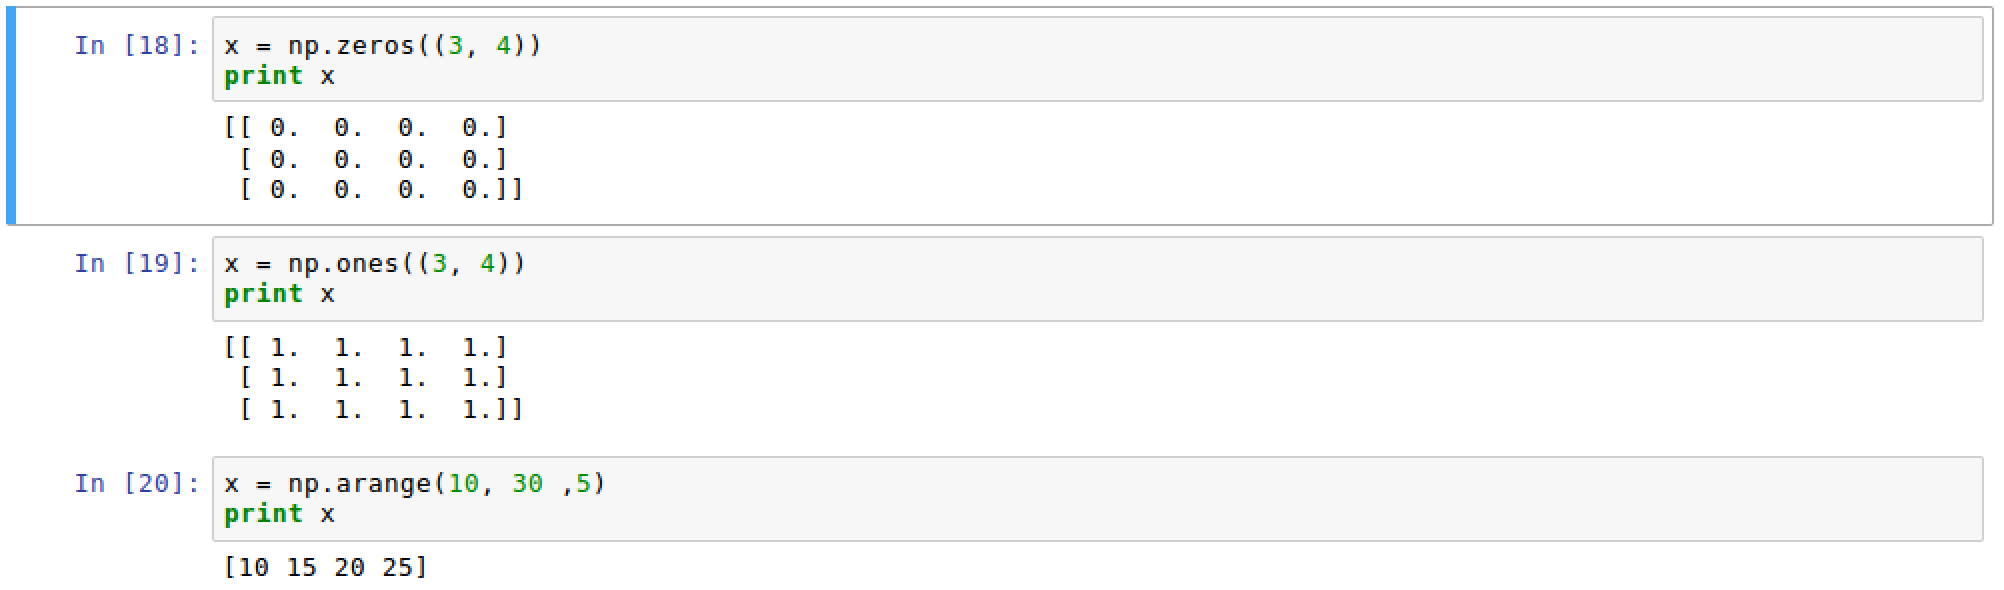 In [18]: x = np.zeros((3, 4))
print x
[[ 0.  0.  0.  0.]
 [ 0.  0.  0.  0.]
 [ 0.  0.  0.  0.]]
In [19]: x = np.ones((3, 4))
print x
[[ 1.  1.  1.  1.]
 [ 1.  1.  1.  1.]
 [ 1.  1.  1.  1.]]
In [20]: x = np.arange(10, 30 ,5)
print x
[10 15 20 25]